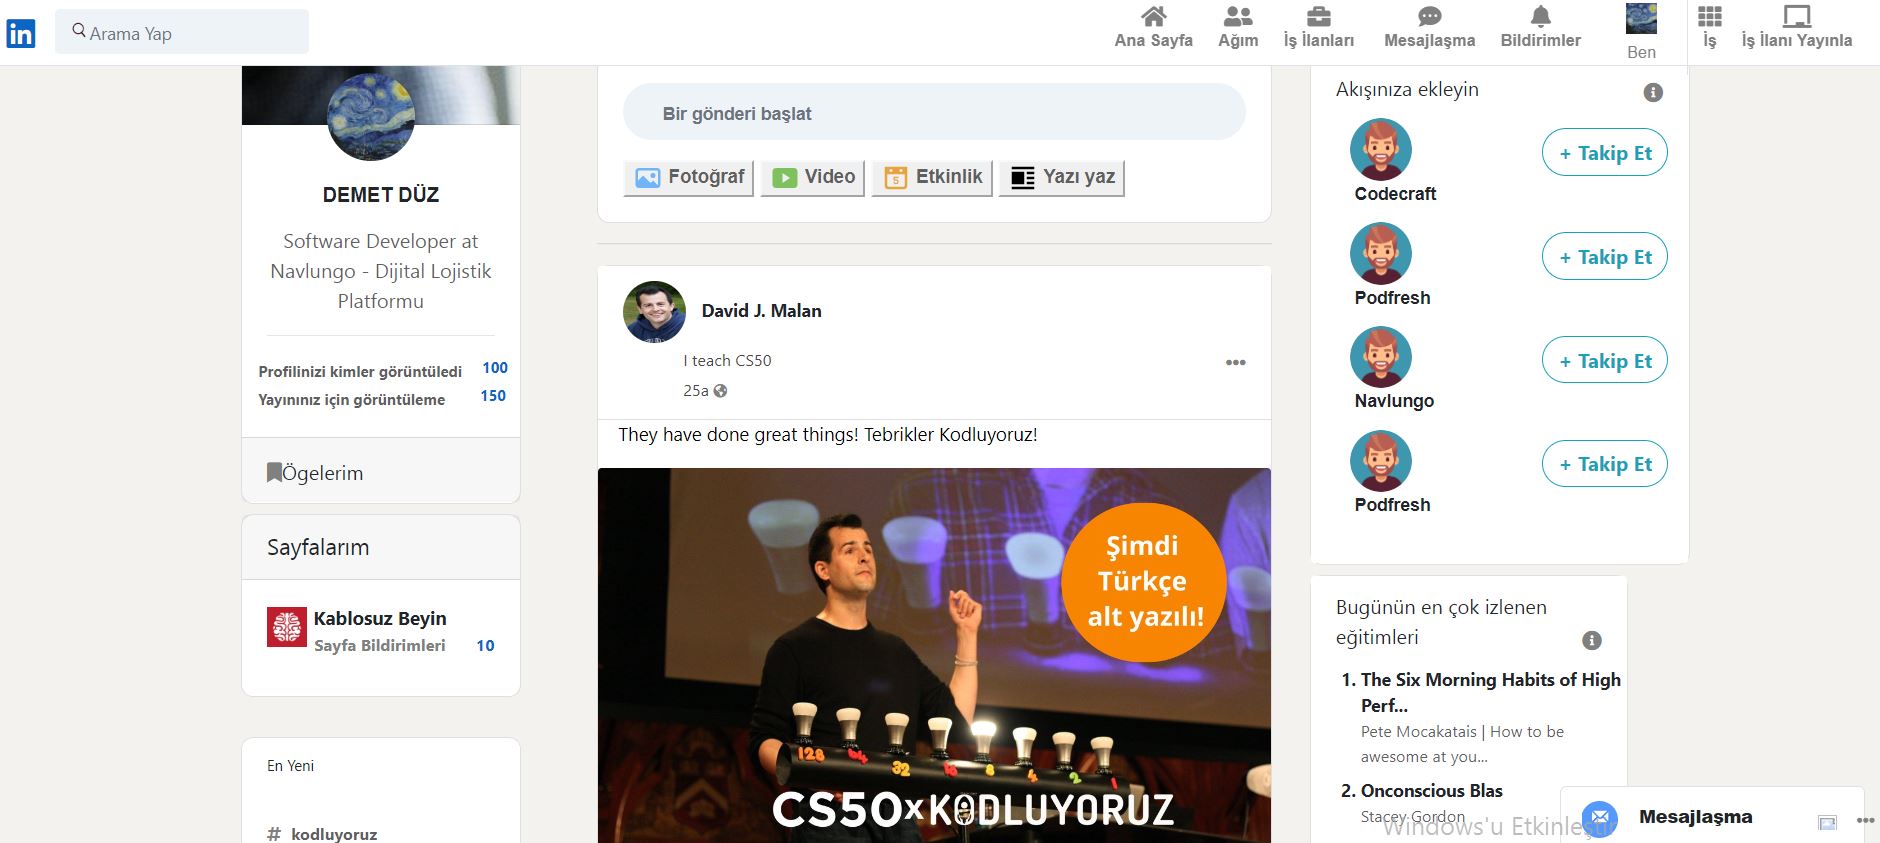 in
Arama Yap
Ana Sayfa
Ağım
İş İlanları
Mesajlaşma
Bildirimler
Ben
İş
İş İlanı Yayınla
DEMET DÜZ
Software Developer at
Navlungo - Dijital Lojistik
Platformu
Profilinizi kimler görüntüledi 100
Yayınınız için görüntüleme 150
Ögelerim
Sayfalarım
Kablosuz Beyin
Sayfa Bildirimleri 10
En Yeni
# kodluyoruz
Bir gönderi başlat
Fotoğraf
Video
5
Etkinlik
Yazı yaz
David J. Malan
I teach CS50
25a
They have done great things! Tebrikler Kodluyoruz!
Şimdi
Türkçe
alt yazılı!
128 64 32 16 8 4 2 1
CS50xKODLUYORUZ
Akışınıza ekleyin
Codecraft
+ Takip Et
Podfresh
+ Takip Et
Navlungo
+ Takip Et
Podfresh
+ Takip Et
Bugünün en çok izlenen
eğitimleri
1. The Six Morning Habits of High
Perf...
Pete Mocakatais | How to be
awesome at you...
2. Onconscious Blas
Stacey Gordon
Windows'u Etkinleştir
Mesajlaşma